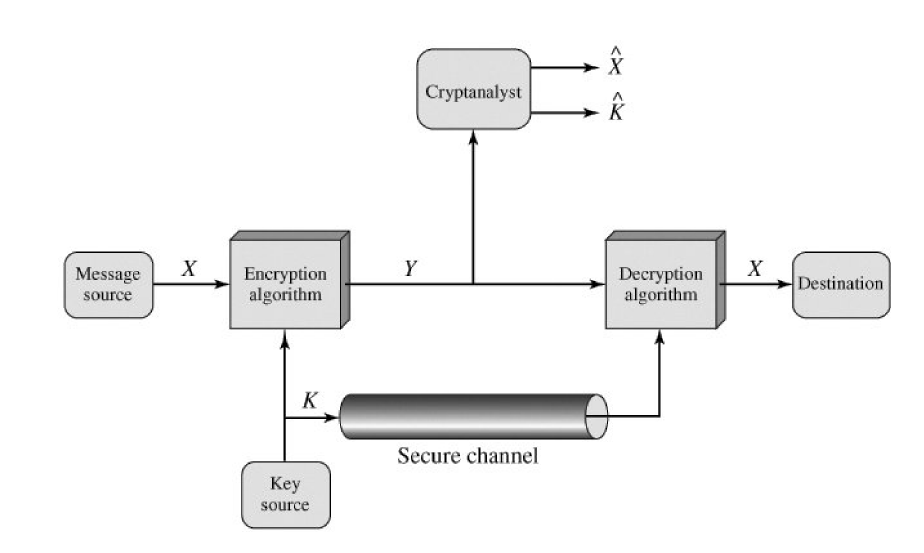 X̂
Cryptanalyst
K̂
Message
source
X
Encryption
algorithm
Y
Decryption
algorithm
X
Destination
K
Secure channel
Key
source